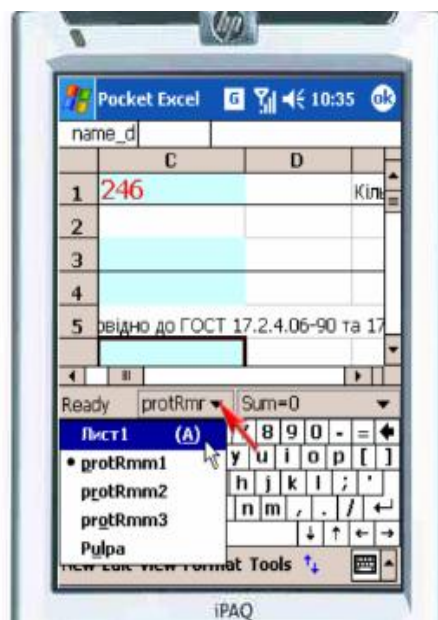 hp
Pocket Excel G 10:35 ok
name_d
C D
1 246 Кіль
2
3
4
5 овідно до ГОСТ 17.2.4.06-90 та 17
Ready protRmr Sum=0
Лист1 (A)
protRmm1
protRmm2
protRmm3
Pulpa
8 9 0 - =
y u i o p [ ]
h j k l ; '
n m , . /
New Edit View Format Tools
iPAQ